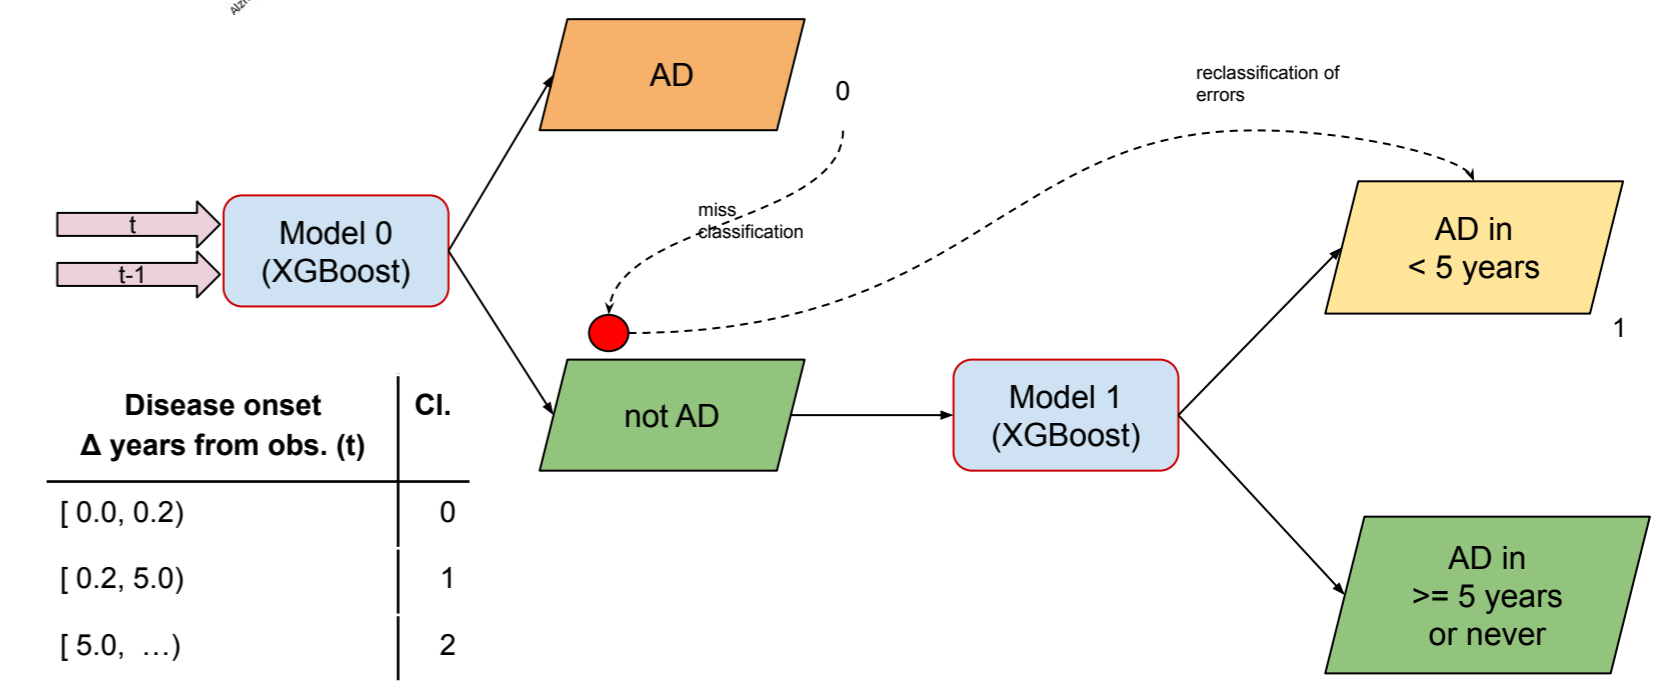 AD
0
reclassification of
errors
t
t-1
Model 0
(XGBoost)
miss
classification
AD in
< 5 years
1
not AD
Model 1
(XGBoost)
Disease onset Cl.
Δ years from obs. (t)
[ 0.0, 0.2) 0
[ 0.2, 5.0) 1
[ 5.0, ...) 2
AD in
>= 5 years
or never